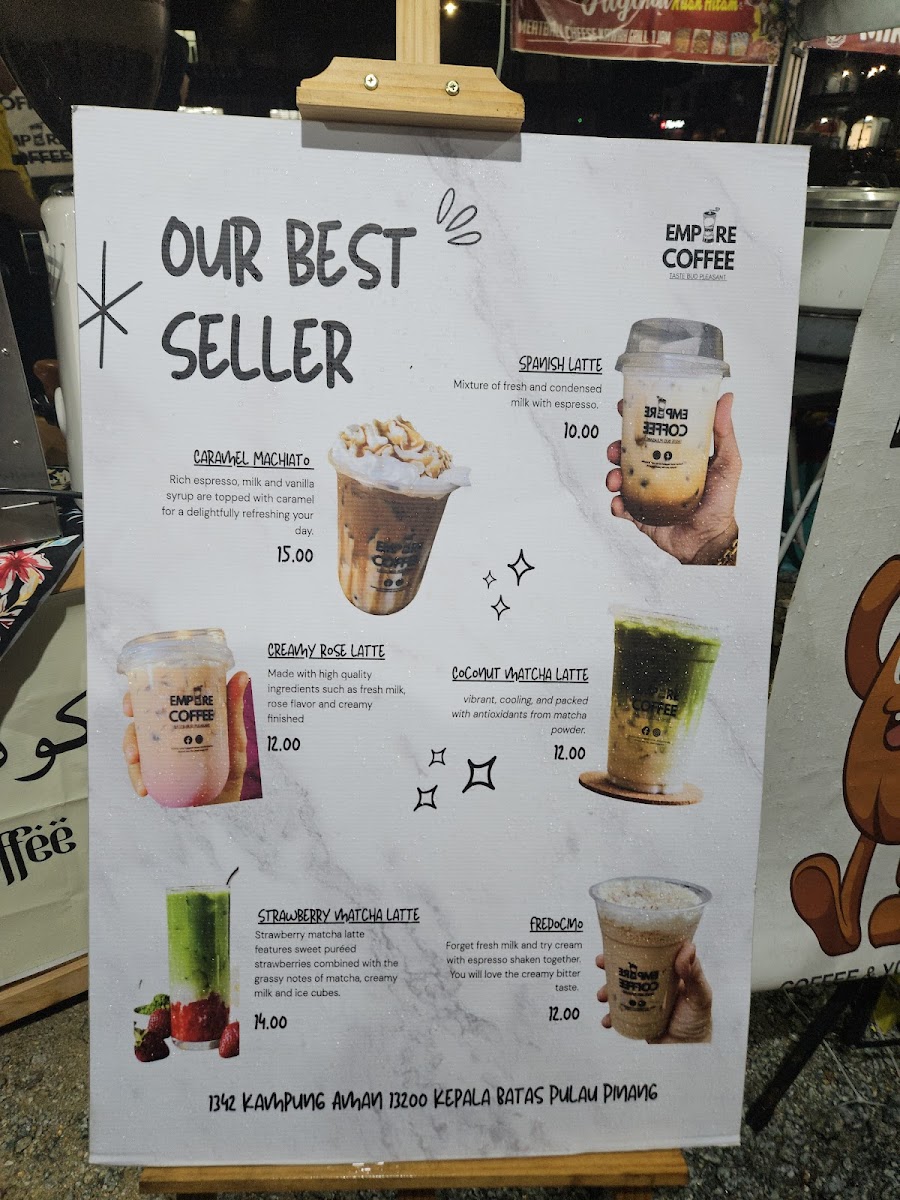 OUR BEST
SELLER
EMPIRE
COFFEE
TASTE BUD PLEASANT
SPANISH LATTE
Mixture of fresh and condensed
milk with espresso.
10.00
CARAMEL MACHIATO
Rich espresso, milk and vanilla
syrup are topped with caramel
for a delightfully refreshing your
day.
15.00
CREAMY ROSE LATTE
Made with high quality
ingredients such as fresh milk,
rose flavor and creamy
finished
12.00
EMPIRE
COFFEE
COCONUT MATCHA LATTE
vibrant, cooling, and packed
with antioxidants from matcha
powder.
12.00
EMPIRE
COFFEE
STRAWBERRY MATCHA LATTE
Strawberry matcha latte
features sweet puréed
strawberries combined with the
grassy notes of matcha, creamy
milk and ice cubes.
14.00
FREDOCINO
Forget fresh milk and try cream
with espresso shaken together.
You will love the creamy bitter
taste.
12.00
1342 KAMPUNG AMAN 13200 KEPALA BATAS PULAU PINANG
COFFEE &